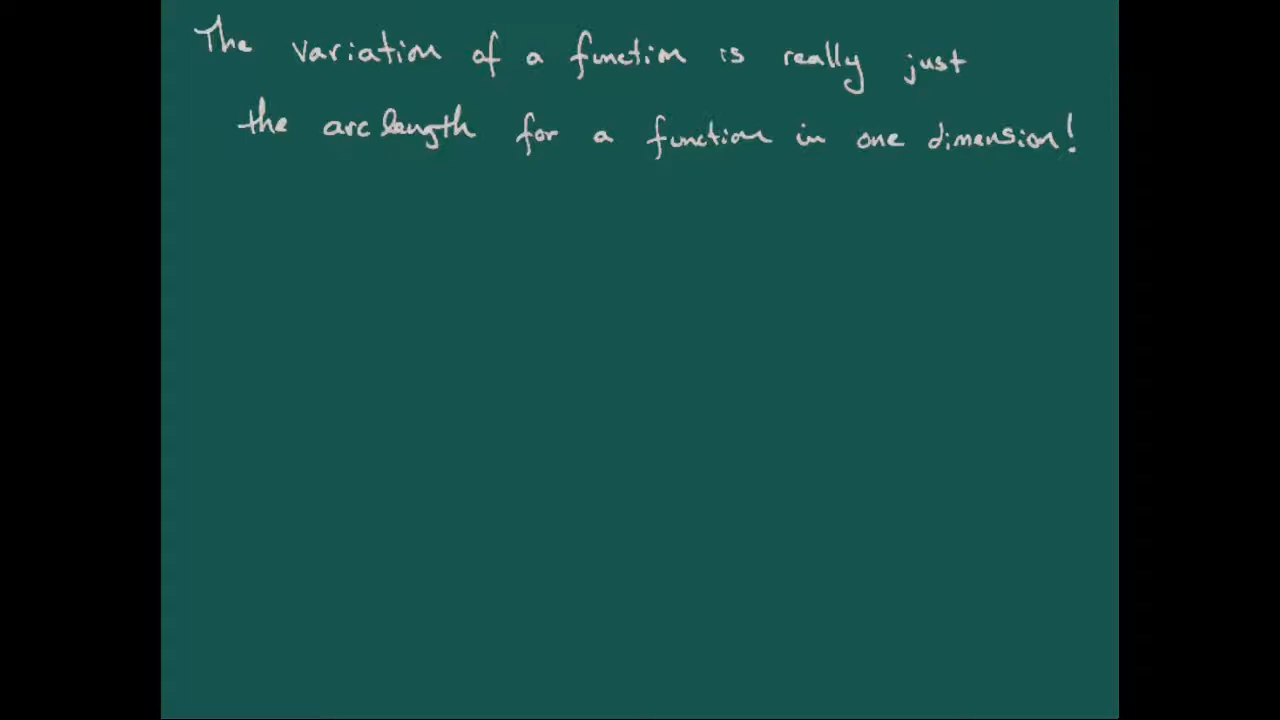 The variation of a function is really just
the arc length for a function in one dimension!